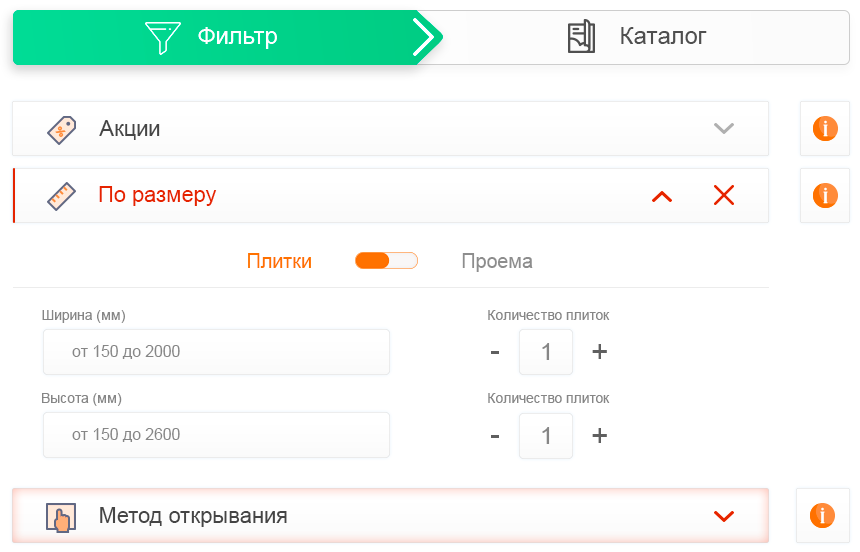 Фильтр
Каталог
Акции
По размеру
Плитки
Проема
Ширина (мм)
Количество плиток
от 150 до 2000
- 1 +
Высота (мм)
Количество плиток
от 150 до 2600
- 1 +
Метод открывания